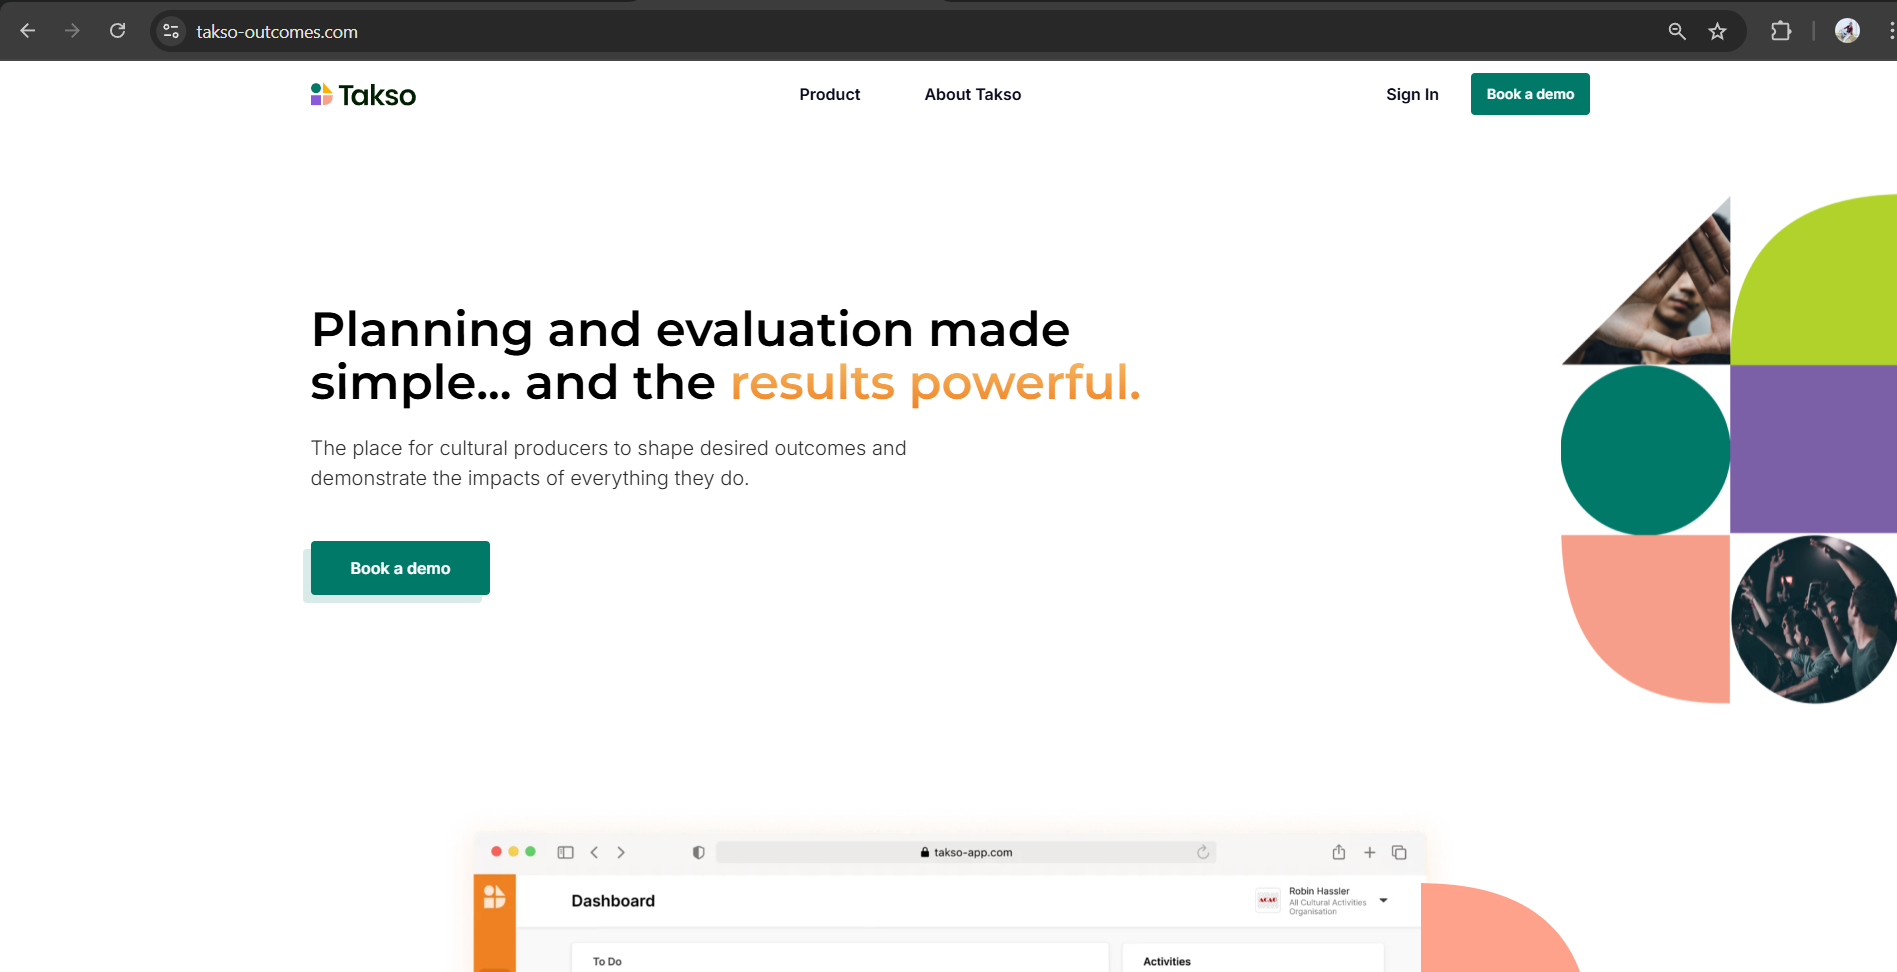 takso-outcomes.com
Takso
Product
About Takso
Sign In
Book a demo
Planning and evaluation made
simple... and the results powerful.
The place for cultural producers to shape desired outcomes and
demonstrate the impacts of everything they do.
Book a demo
takso-app.com
Dashboard
ACAO
Robin Hassler
All Cultural Activities
Organisation
To Do
Activities